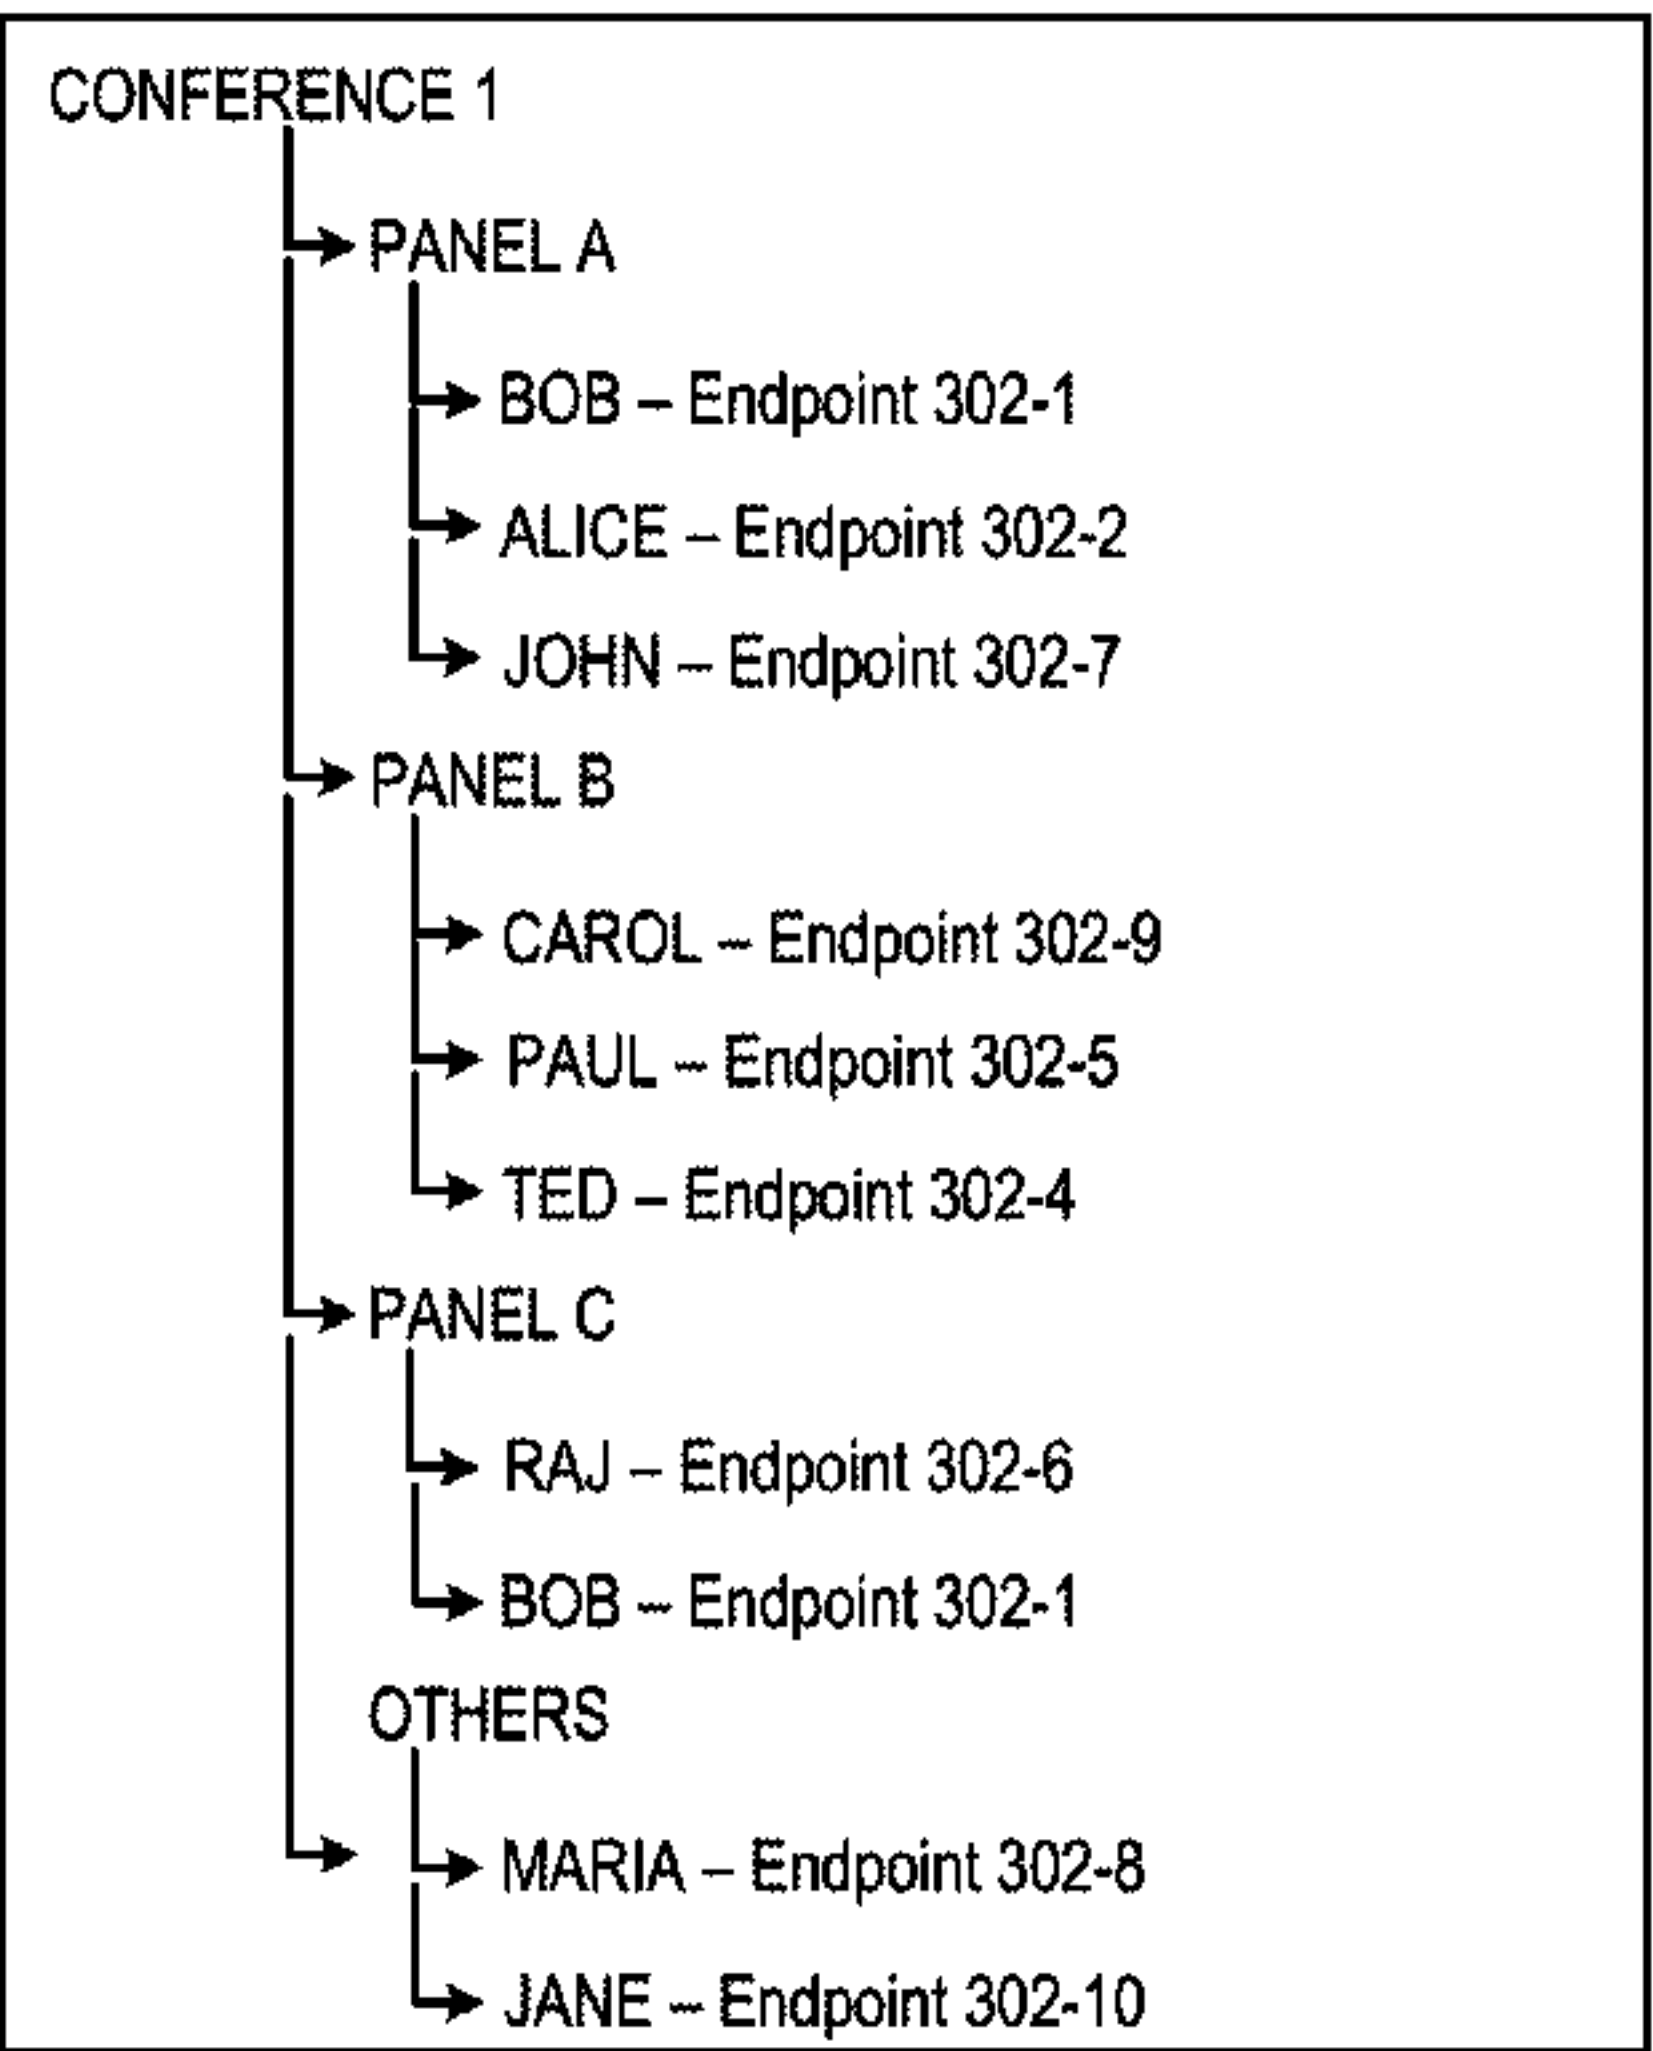 CONFERENCE 1
PANEL A
BOB – Endpoint 302-1
ALICE – Endpoint 302-2
JOHN – Endpoint 302-7
PANEL B
CAROL – Endpoint 302-9
PAUL – Endpoint 302-5
TED – Endpoint 302-4
PANEL C
RAJ – Endpoint 302-6
BOB – Endpoint 302-1
OTHERS
MARIA – Endpoint 302-8
JANE – Endpoint 302-10